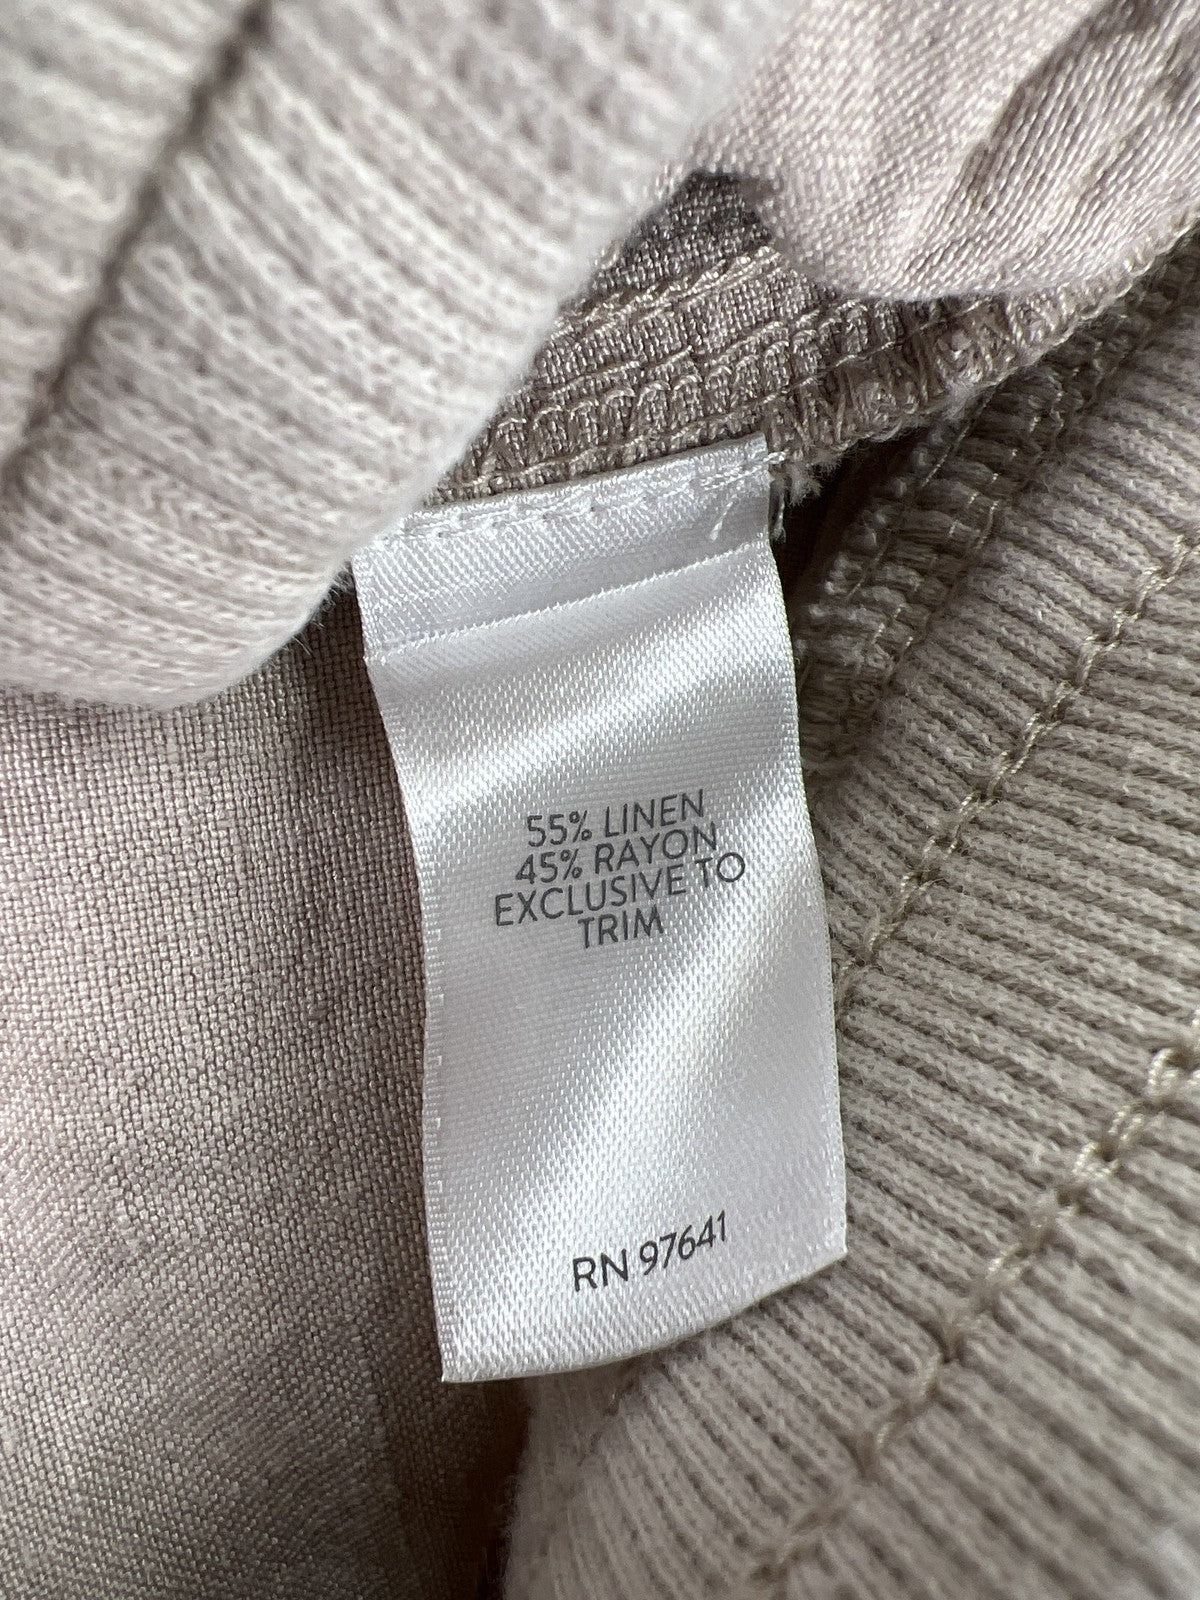 55% LINEN
45% RAYON
EXCLUSIVE TO
TRIM
RN 97641